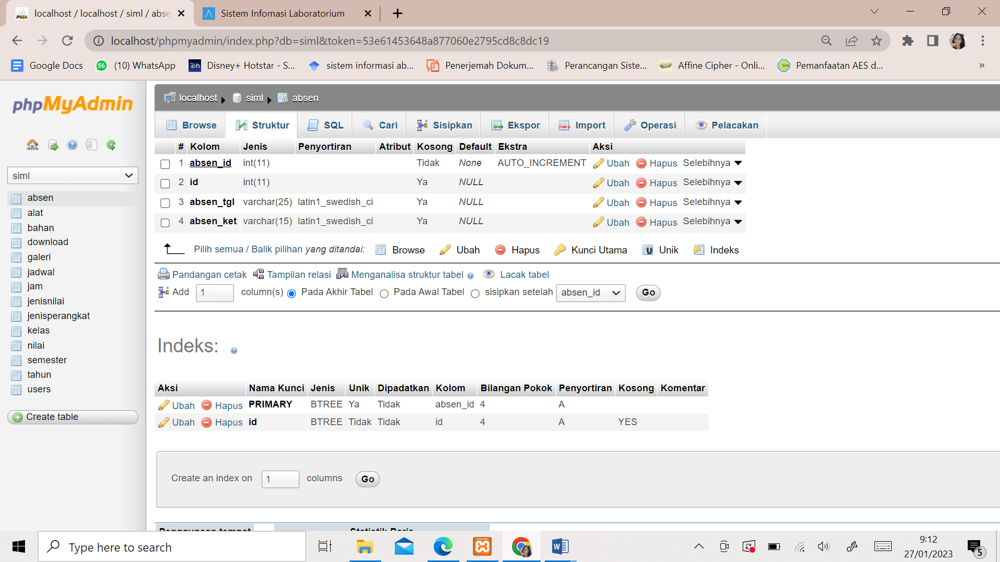 localhost / localhost / siml / abse
Sistem Infomasi Laboratorium
localhost/phpmyadmin/index.php?db=siml&token=53e61453648a877060e2795cd8c8dc19
Google Docs
56
(10) WhatsApp
Disney+ Hotstar - S...
sistem informasi ab...
Penerjemah Dokum...
Perancangan Siste...
Affine Cipher - Onli...
Pemanfaatan AES d...
»
phpMyAdmin
siml
absen
alat
bahan
download
galeri
jadwal
jam
jenisnilai
jenisperangkat
kelas
nilai
semester
tahun
users
Create table
localhost siml absen
Browse Struktur SQL Cari Sisipkan Ekspor Import Operasi Pelacakan
# Kolom Jenis Penyortiran Atribut Kosong Default Ekstra Aksi
1 absen_id int(11) Tidak None AUTO_INCREMENT Ubah Hapus Selebihnya
2 id int(11) Ya NULL Ubah Hapus Selebihnya
3 absen_tgl varchar(25) latin1_swedish_ci Ya NULL Ubah Hapus Selebihnya
4 absen_ket varchar(15) latin1_swedish_ci Ya NULL Ubah Hapus Selebihnya
Pilih semua / Balik pilihan yang ditandai: Browse Ubah Hapus Kunci Utama Unik Indeks
Pandangan cetak Tampilan relasi Menganalisa struktur tabel Lacak tabel
Add 1 column(s) Pada Akhir Tabel Pada Awal Tabel sisipkan setelah absen_id Go
Indeks:
Aksi Nama Kunci Jenis Unik Dipadatkan Kolom Bilangan Pokok Penyortiran Kosong Komentar
Ubah Hapus PRIMARY BTREE Ya Tidak absen_id 4 A
Ubah Hapus id BTREE Tidak Tidak id 4 A YES
Create an index on 1 columns Go
Type here to search
9:12
27/01/2023
5